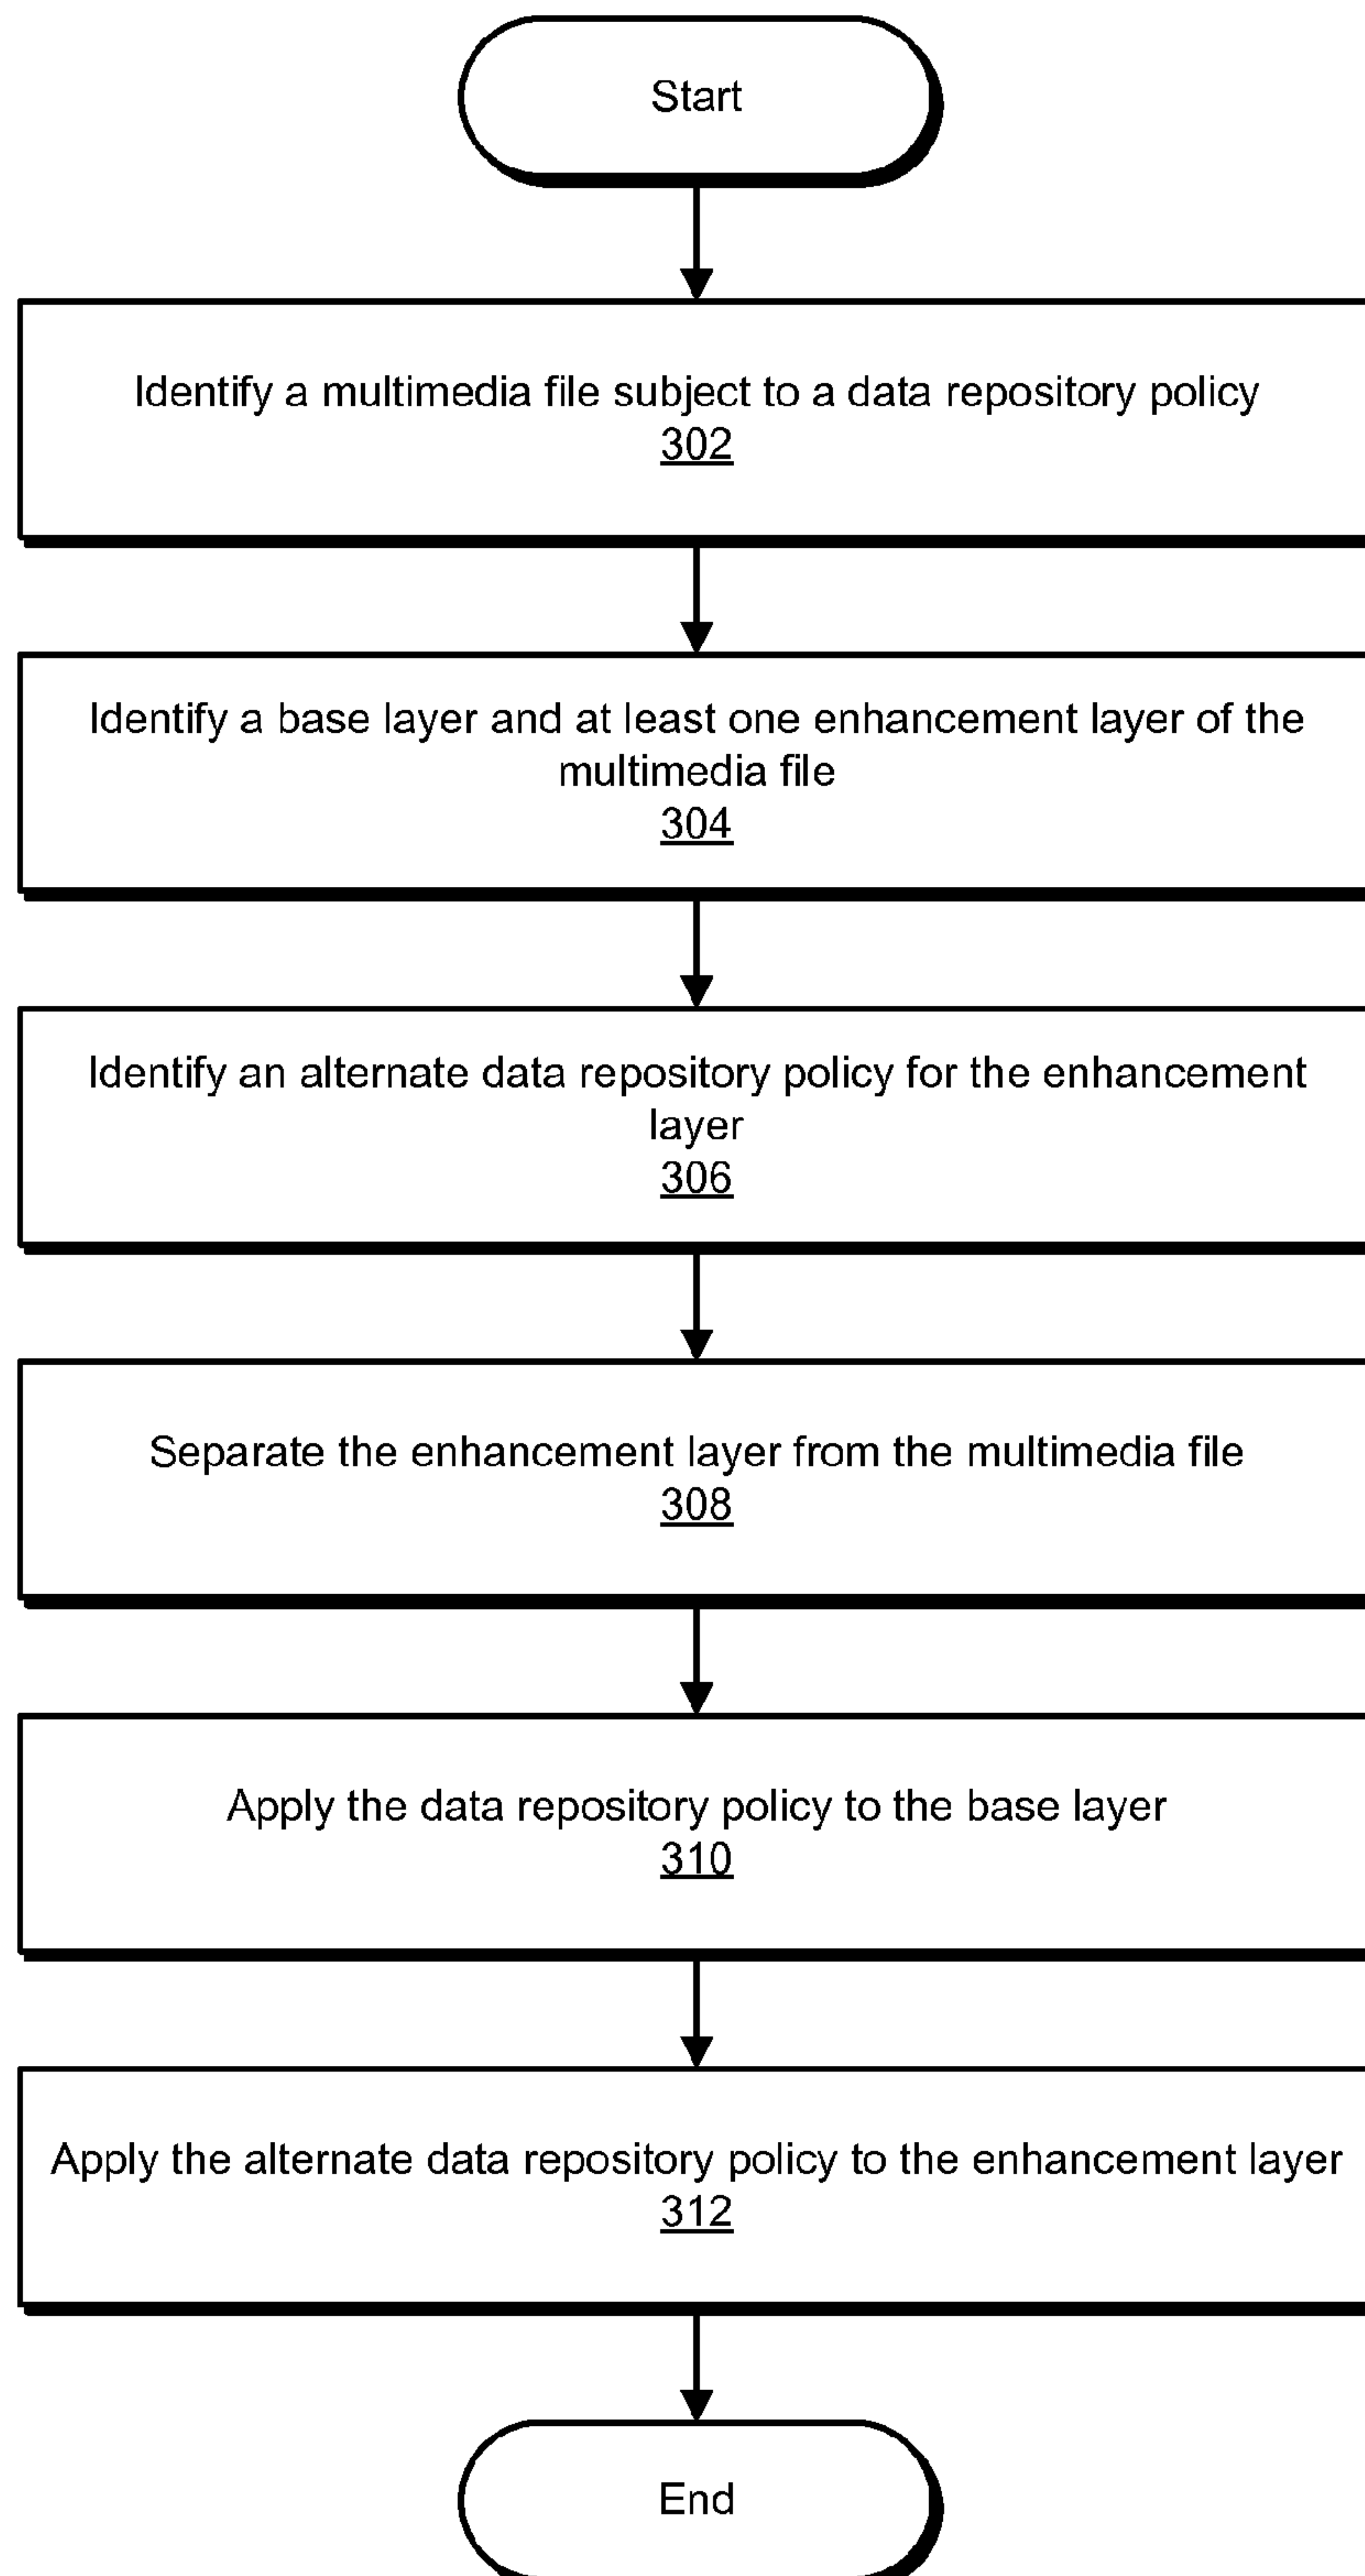 Start
Identify a multimedia file subject to a data repository policy
302
Identify a base layer and at least one enhancement layer of the
multimedia file
304
Identify an alternate data repository policy for the enhancement
layer
306
Separate the enhancement layer from the multimedia file
308
Apply the data repository policy to the base layer
310
Apply the alternate data repository policy to the enhancement layer
312
End